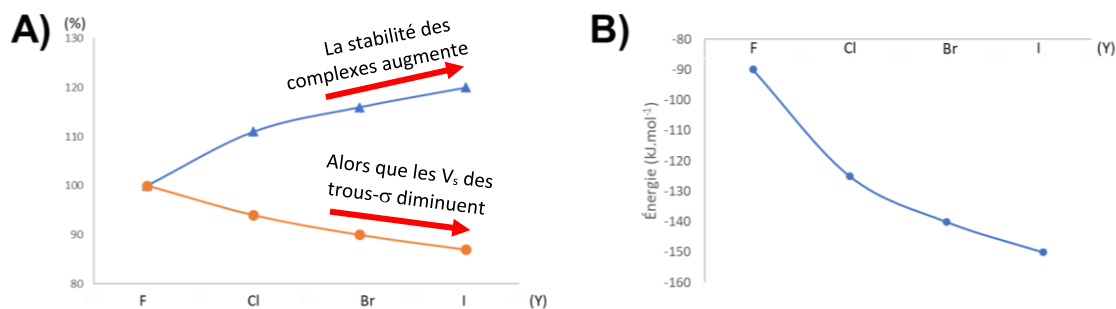 A)
(%)
130
120
110
100
90
80
La stabilité des
complexes augmente
Alors que les Vₛ des
trous-σ diminuent
F Cl Br I (Y)
B)
-80
-90
-100
-110
-120
-130
-140
-150
-160
Énergie (kJ.mol⁻¹)
F Cl Br I (Y)